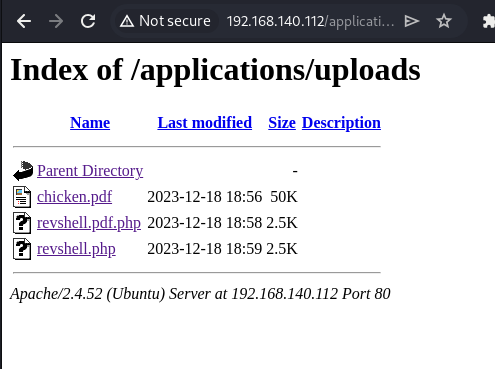 Not secure 192.168.140.112/applicati...
Index of /applications/uploads
Name Last modified Size Description
Parent Directory -
chicken.pdf 2023-12-18 18:56 50K
revshell.pdf.php 2023-12-18 18:58 2.5K
revshell.php 2023-12-18 18:59 2.5K
Apache/2.4.52 (Ubuntu) Server at 192.168.140.112 Port 80